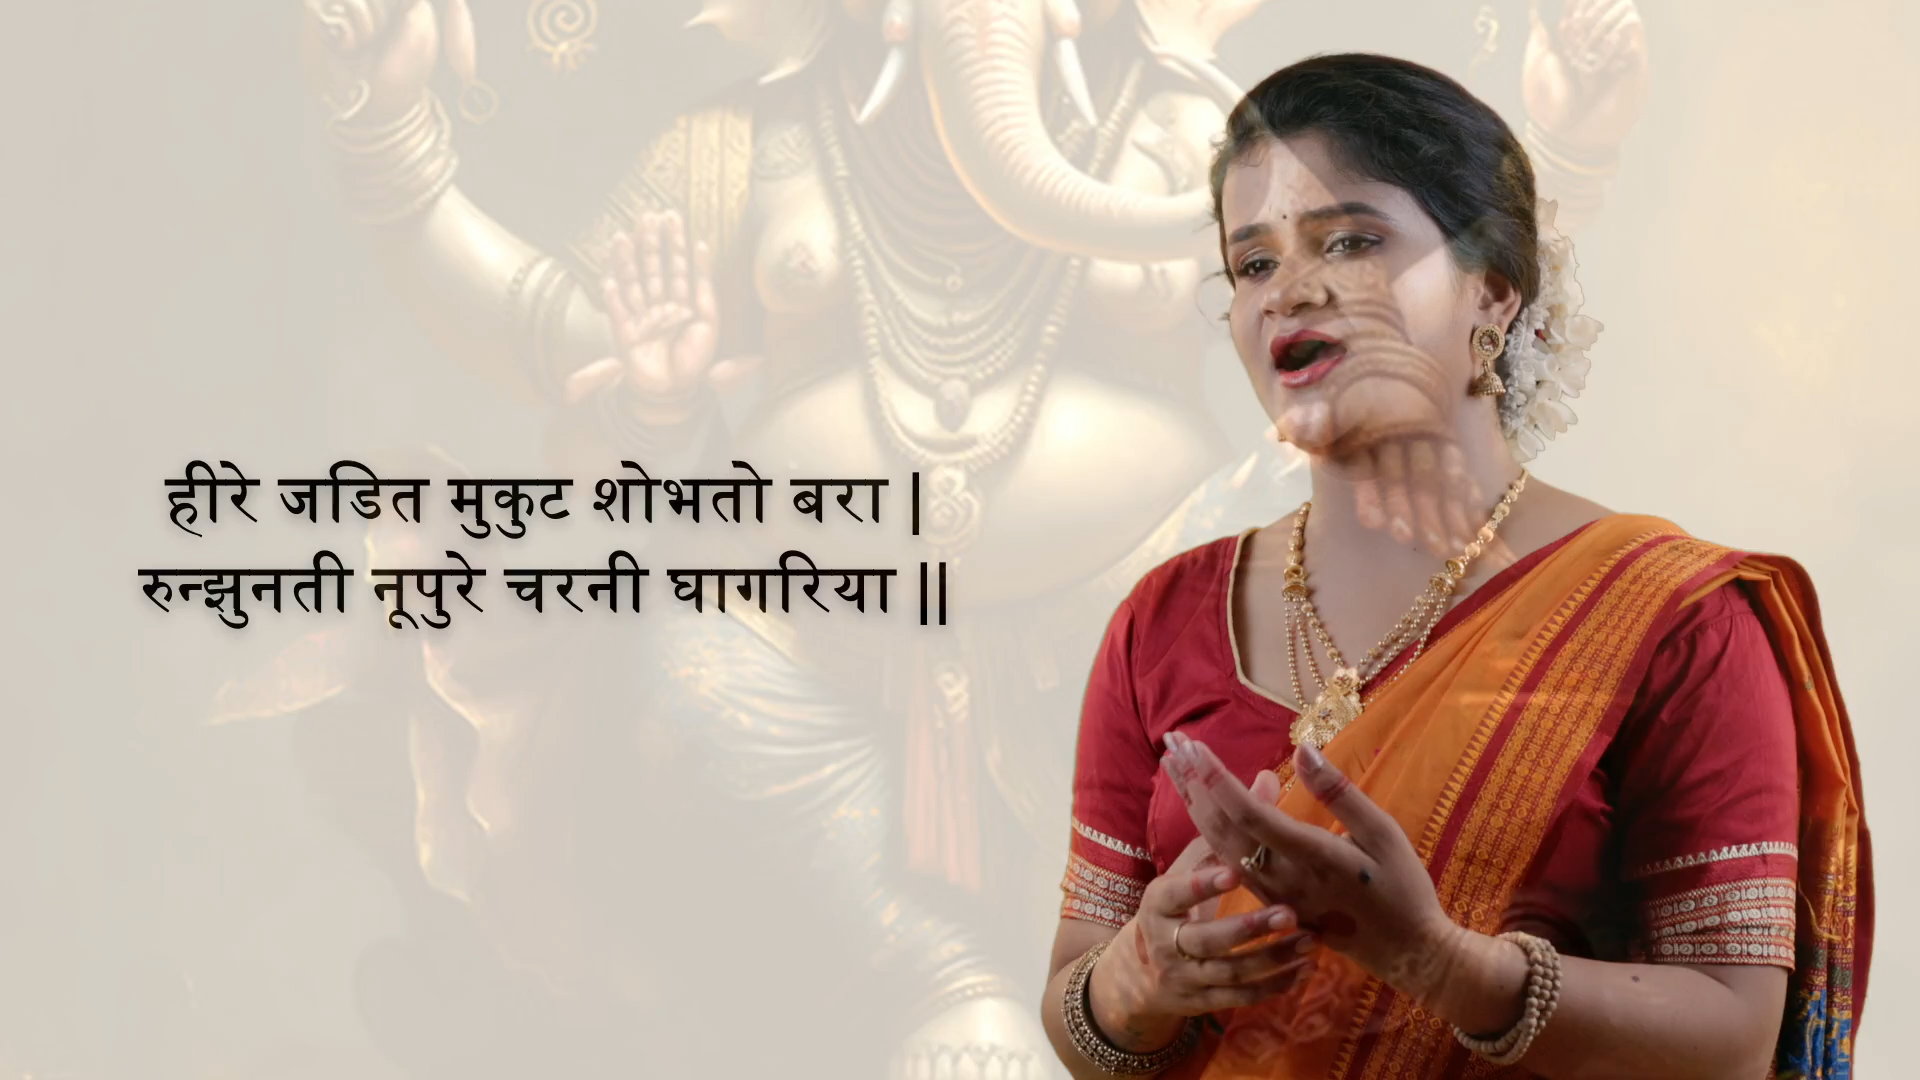 हीरे जडित मुकुट शोभतो बरा |
रुन्झुनती नूपुरे चरनी घागरिया ||